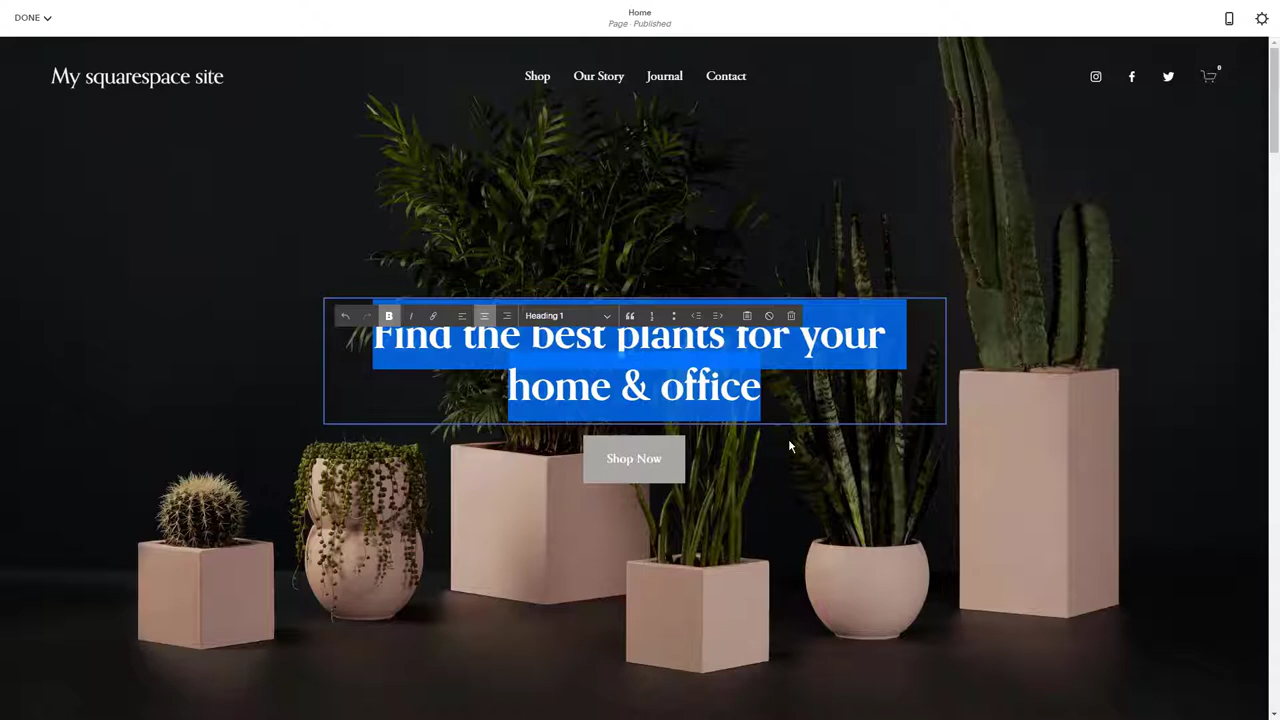 DONE
Home
Page · Published
My squarespace site
Shop Our Story Journal Contact
0
B I Heading 1
Find the best plants for your
home & office
Shop Now